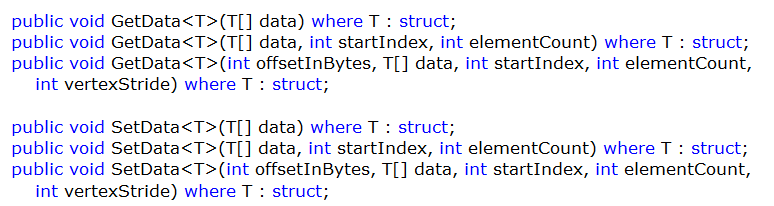 public void GetData<T>(T[] data) where T : struct;
public void GetData<T>(T[] data, int startIndex, int elementCount) where T : struct;
public void GetData<T>(int offsetInBytes, T[] data, int startIndex, int elementCount,
int vertexStride) where T : struct;
public void SetData<T>(T[] data) where T : struct;
public void SetData<T>(T[] data, int startIndex, int elementCount) where T : struct;
public void SetData<T>(int offsetInBytes, T[] data, int startIndex, int elementCount,
int vertexStride) where T : struct;